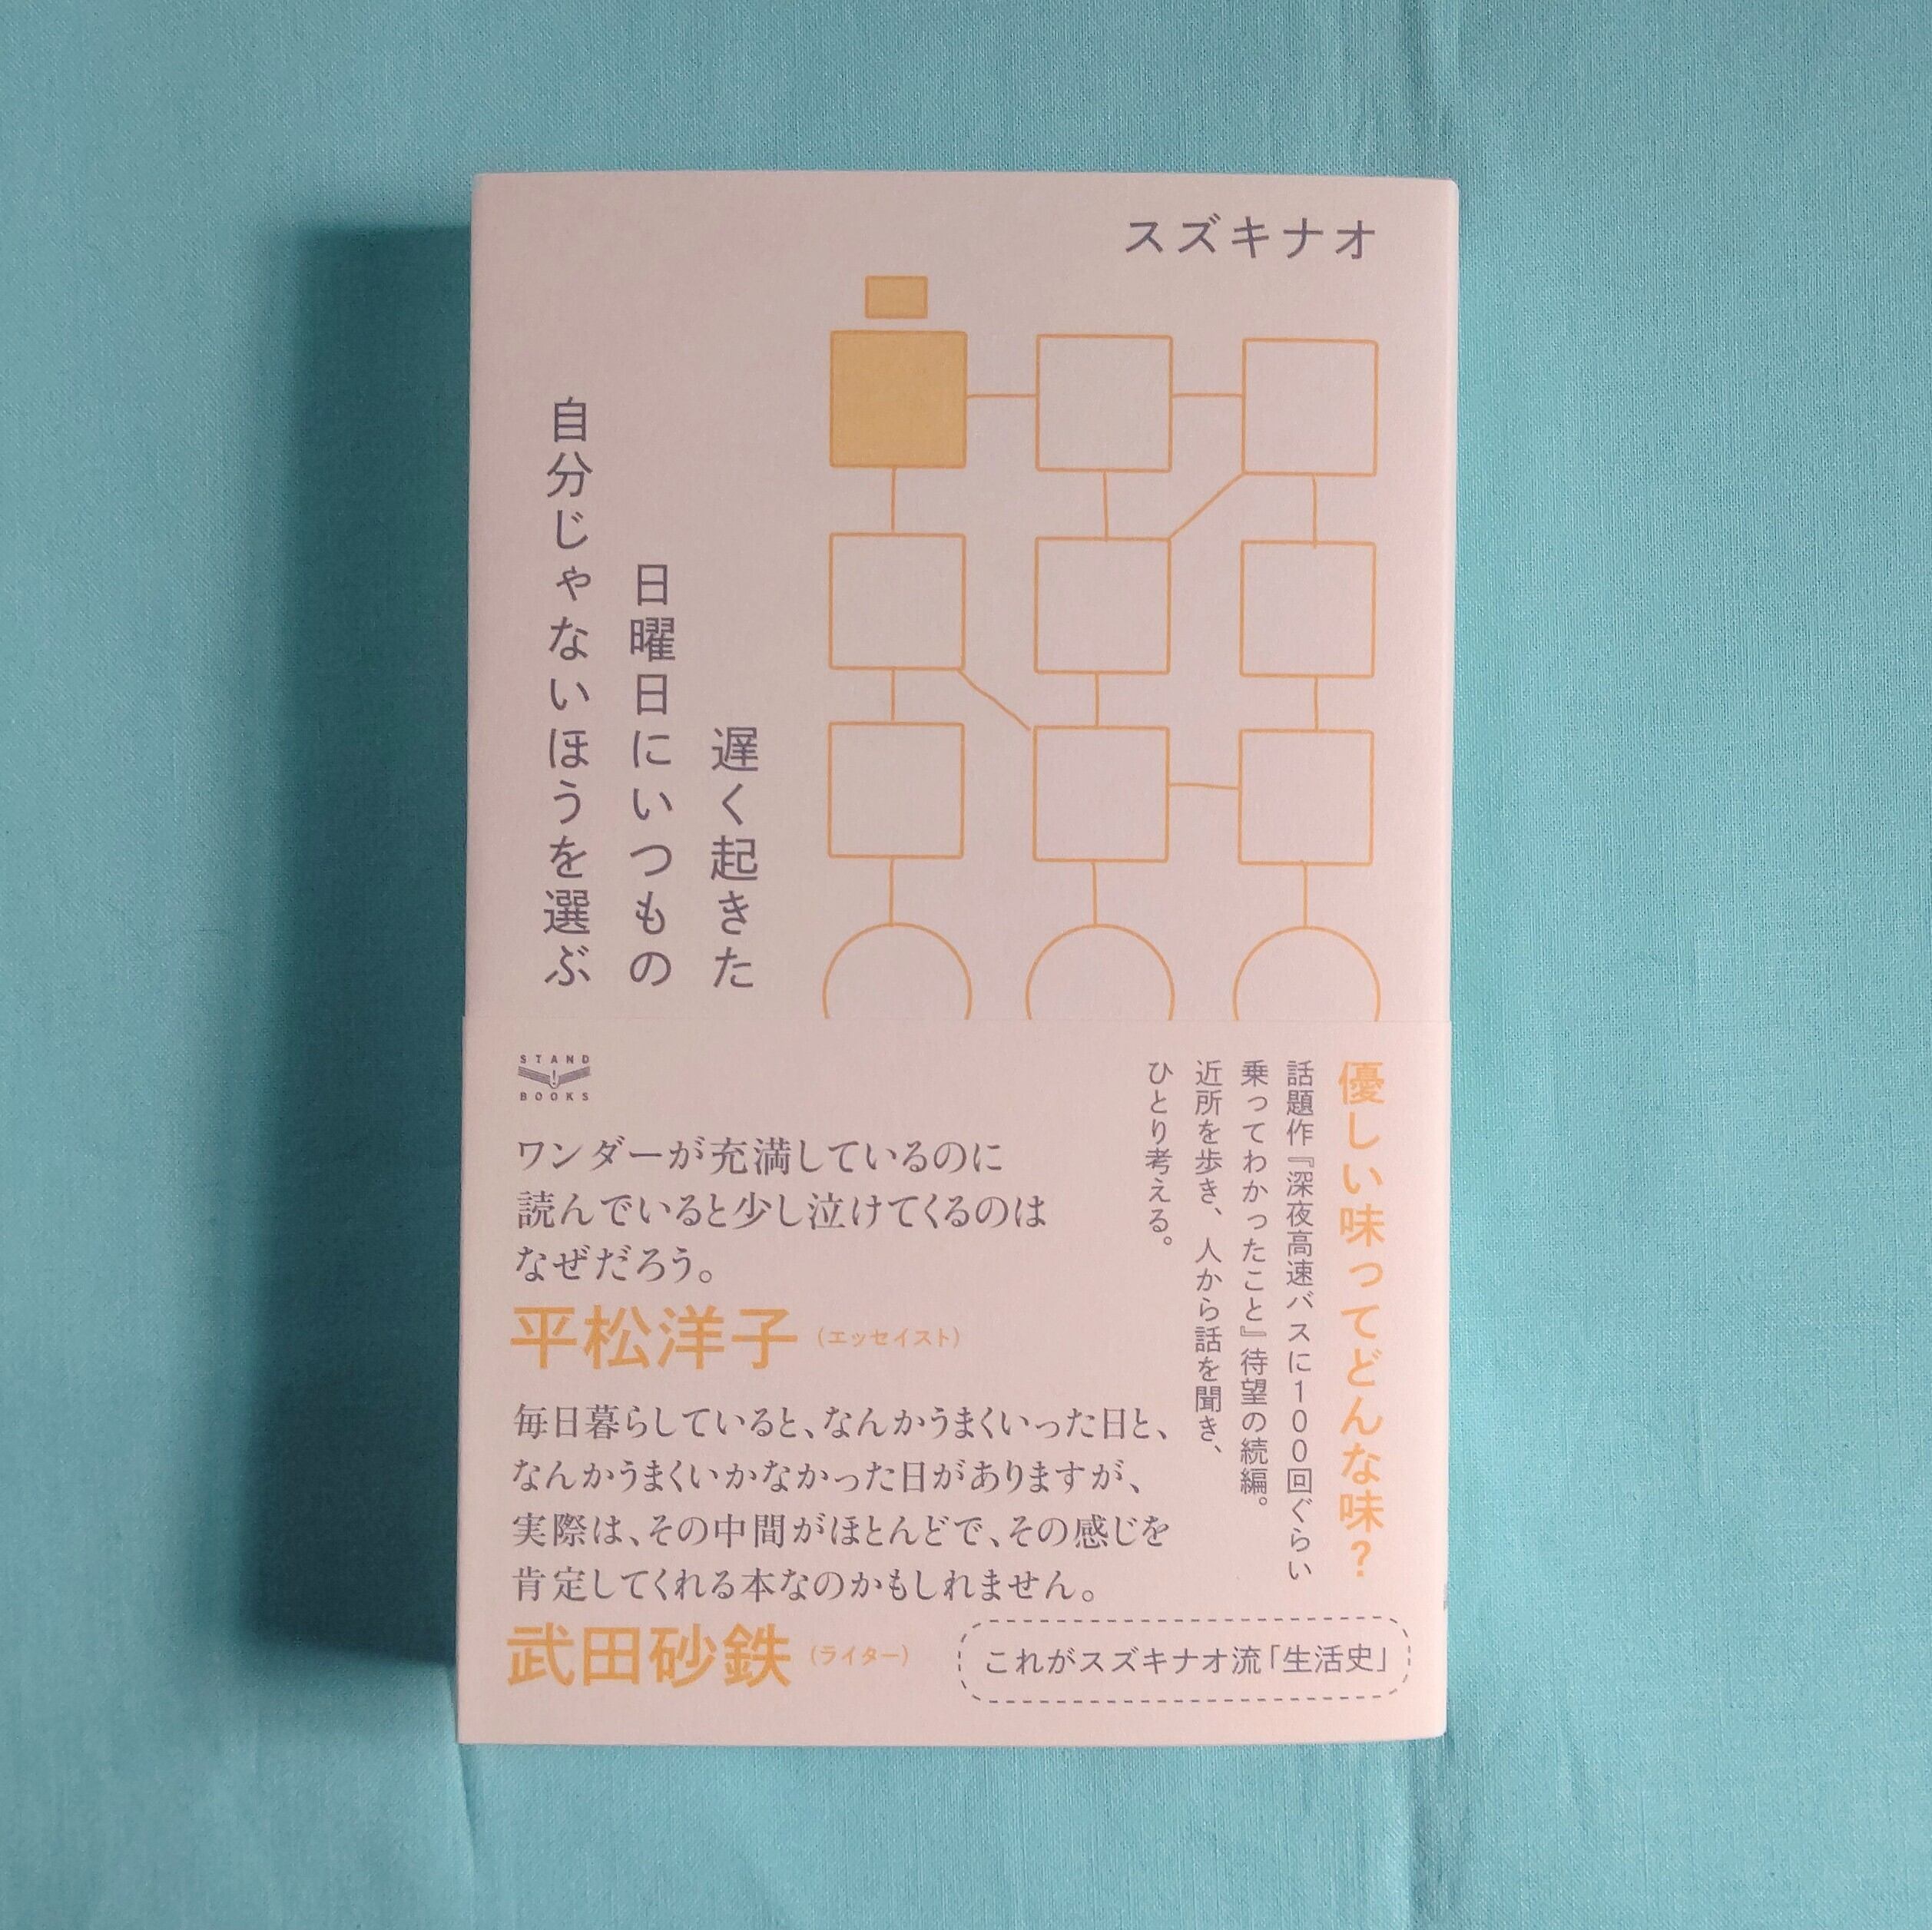 スズキナオ
遅く起きた
日曜日にいつもの
自分じゃないほうを選ぶ
優しい味ってどんな味?
話題作『深夜高速バスに100回ぐらい
乗ってわかったこと』待望の続編。
近所を歩き、人から話を聞き、
ひとり考える。
STAND
BOOKS
ワンダーが充満しているのに
読んでいると少し泣けてくるのは
なぜだろう。
平松洋子(エッセイスト)
毎日暮らしていると、なんかうまくいった日と、
なんかうまくいかなかった日がありますが、
実際は、その中間がほとんどで、その感じを
肯定してくれる本なのかもしれません。
武田砂鉄(ライター)
これがスズキナオ流「生活史」